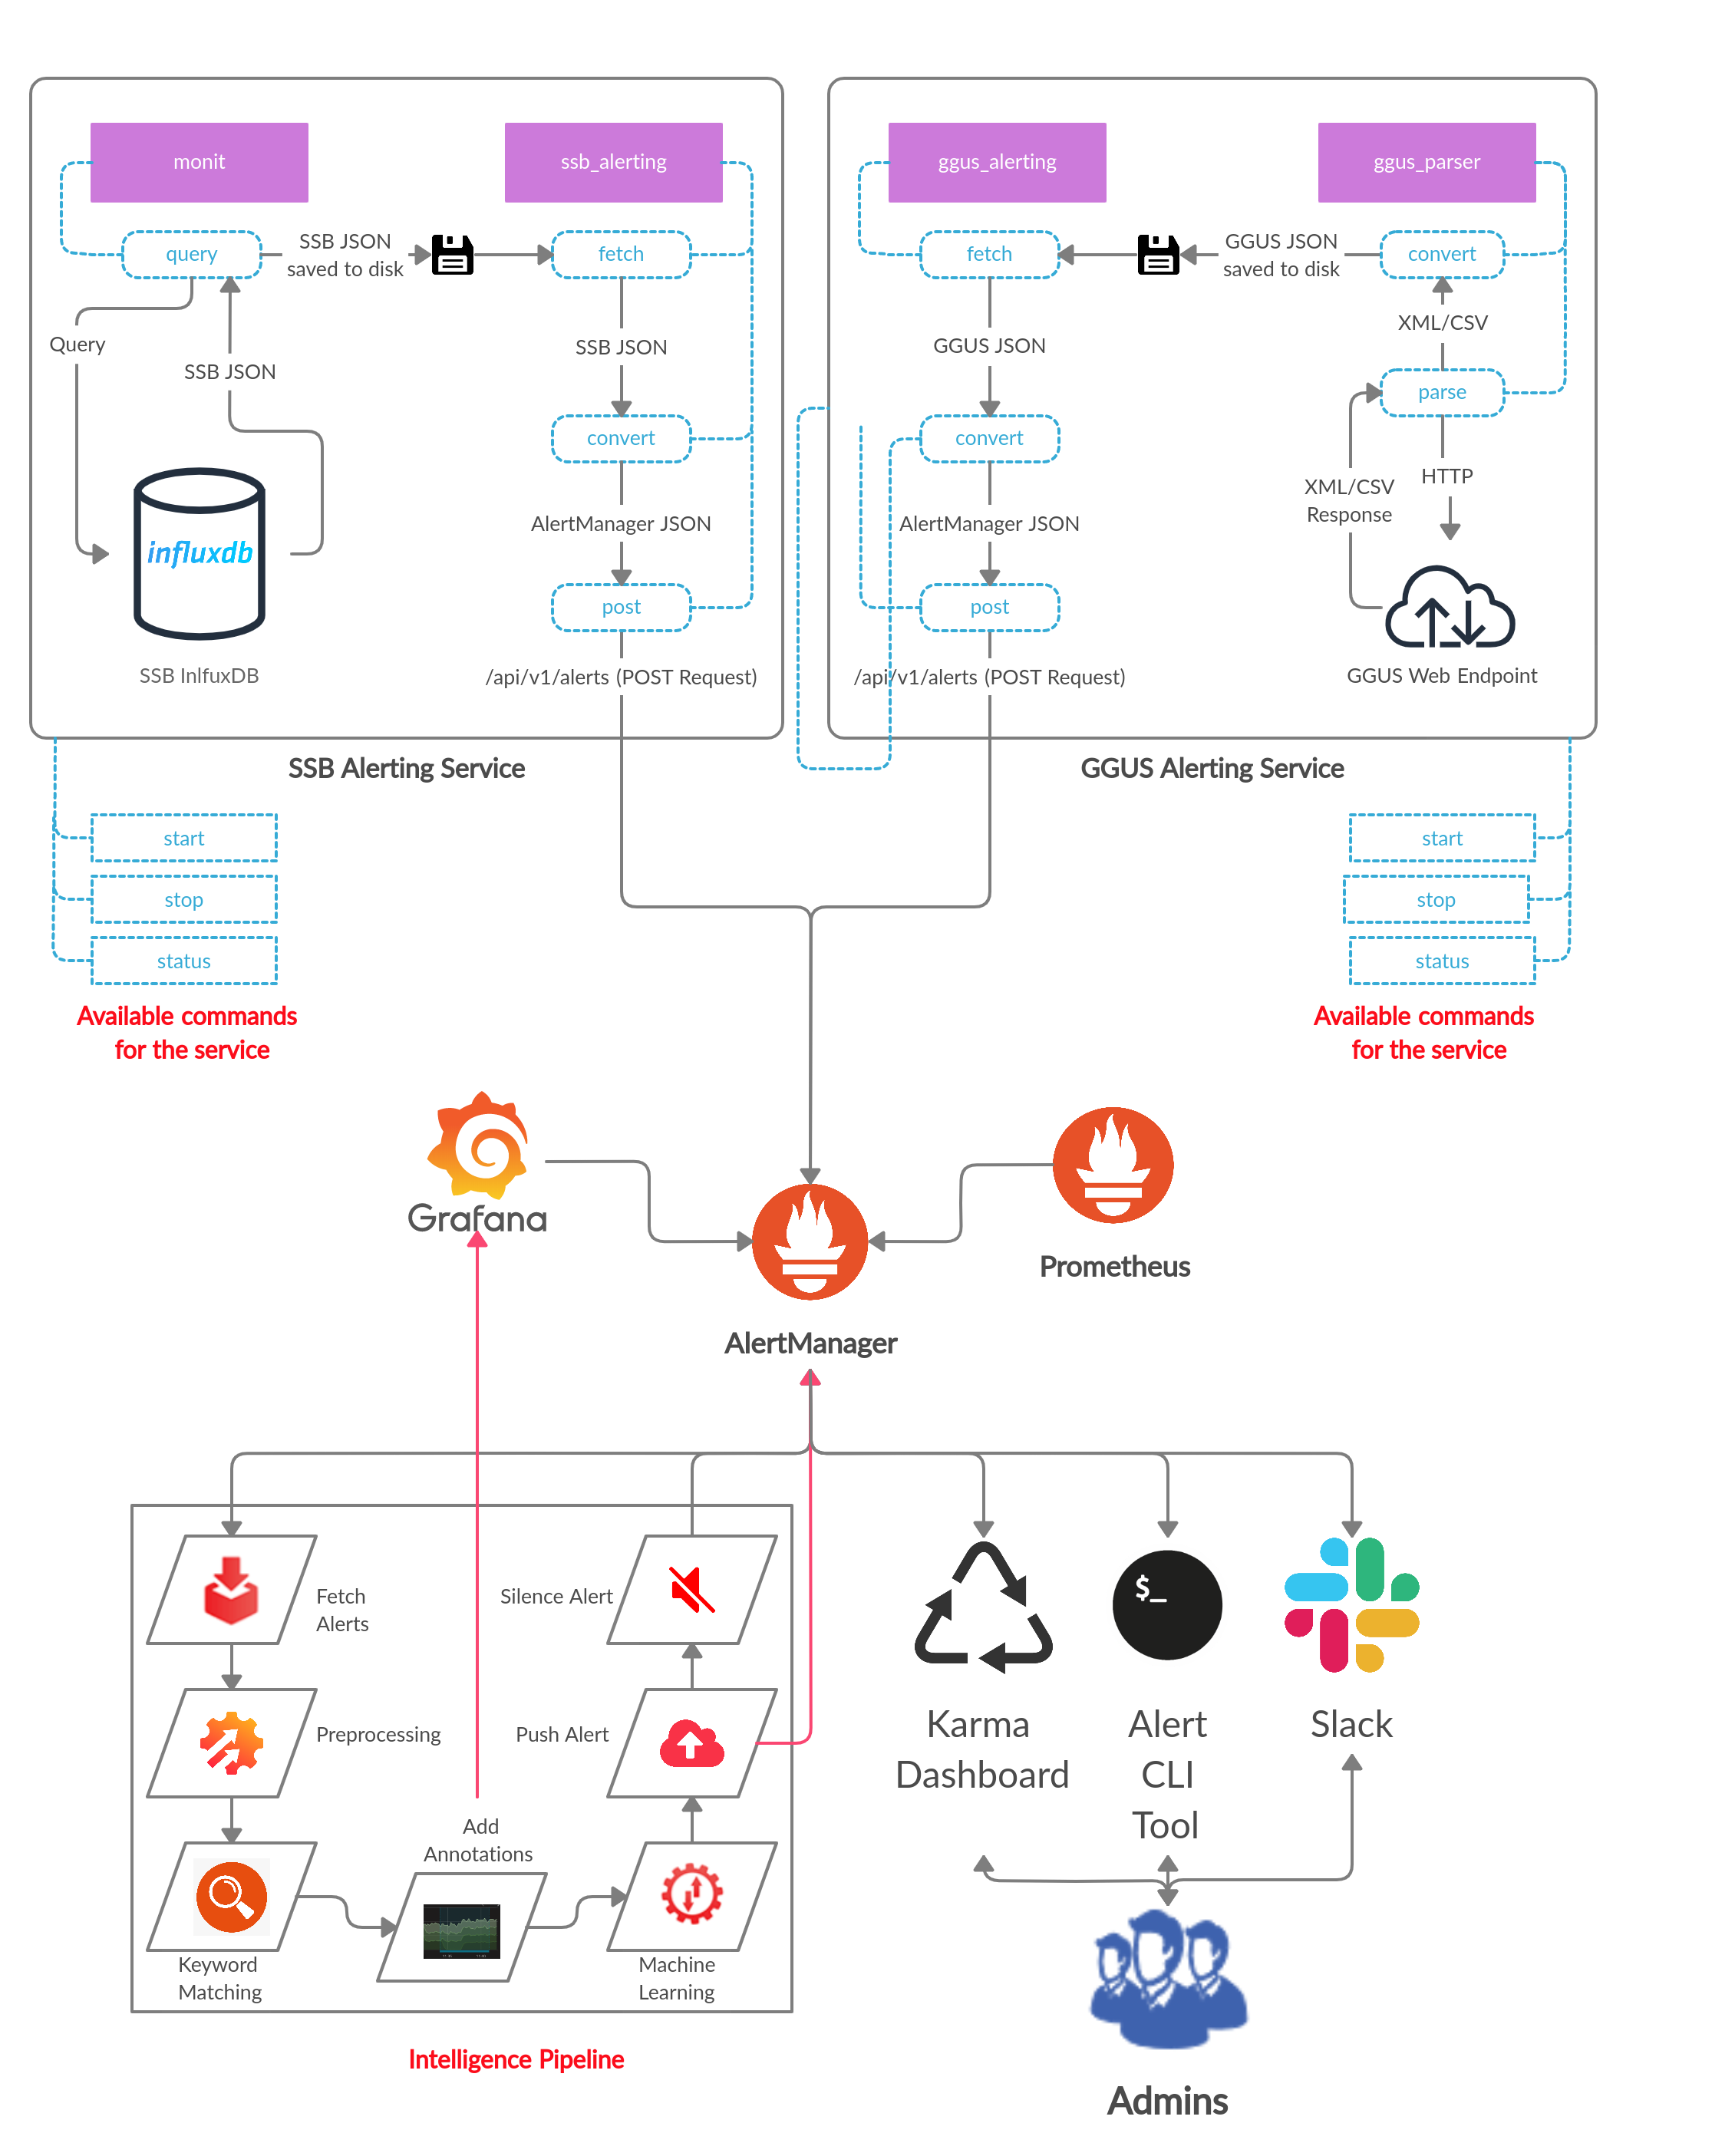 monit
ssb_alerting
query
SSB JSON
saved to disk
fetch
Query
SSB JSON
SSB JSON
convert
influxdb
AlertManager JSON
post
SSB InlfuxDB
/api/v1/alerts (POST Request)
SSB Alerting Service
ggus_alerting
ggus_parser
fetch
GGUS JSON
saved to disk
convert
GGUS JSON
XML/CSV
parse
convert
XML/CSV
Response
HTTP
AlertManager JSON
post
/api/v1/alerts (POST Request)
GGUS Web Endpoint
GGUS Alerting Service
start
stop
status
Available commands
for the service
start
stop
status
Available commands
for the service
Grafana
Prometheus
AlertManager
Fetch
Alerts
Silence Alert
Preprocessing
Push Alert
Add
Annotations
Keyword
Matching
Machine
Learning
Intelligence Pipeline
$_
Karma
Dashboard
Alert
CLI
Tool
Slack
Admins